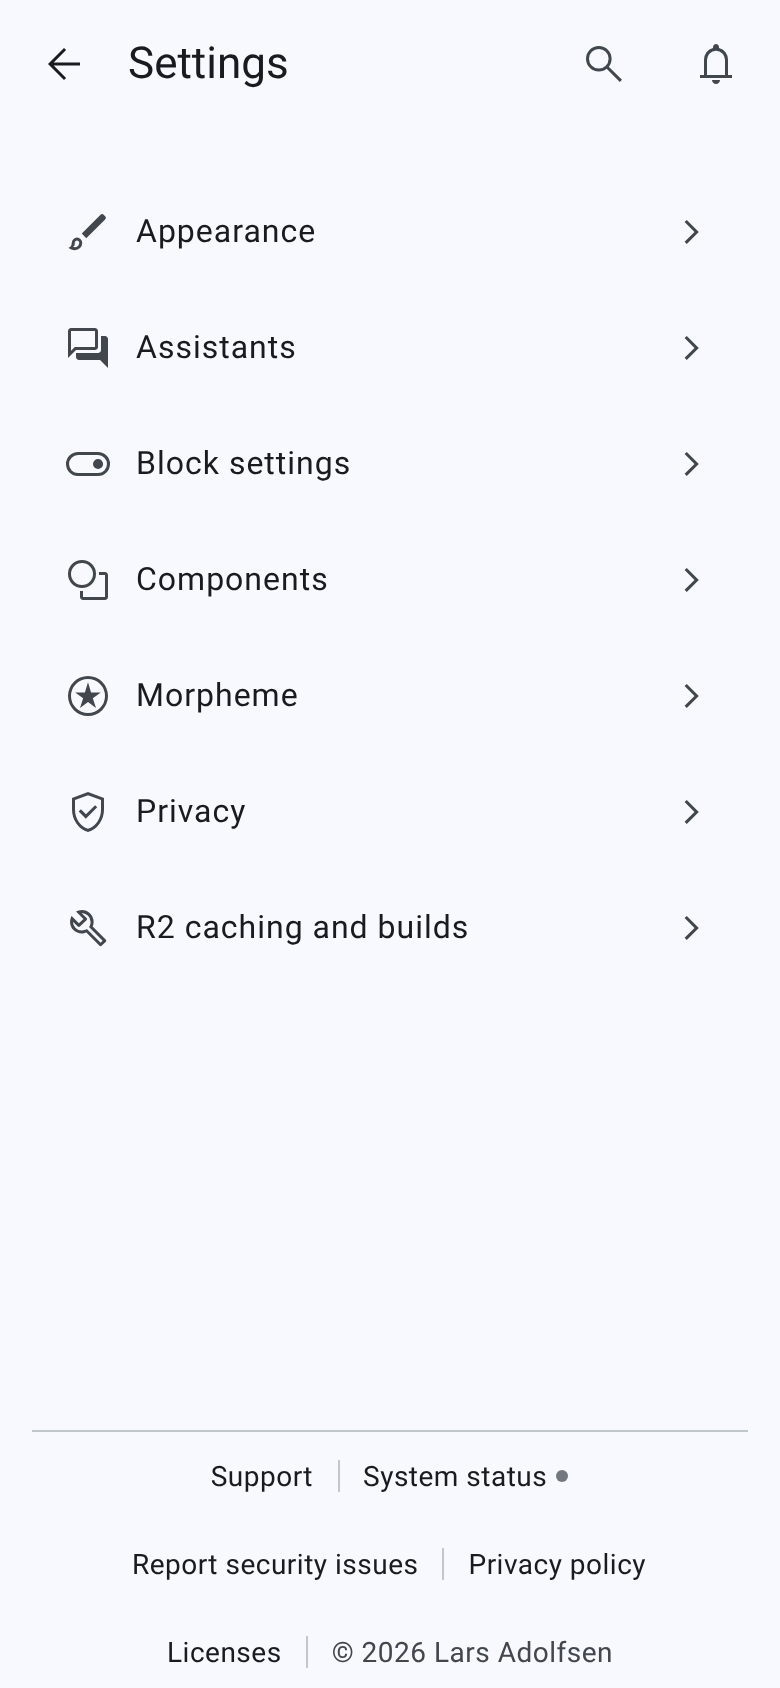 Settings
Appearance
Assistants
Block settings
Components
Morpheme
Privacy
R2 caching and builds
Support System status
Report security issues Privacy policy
Licenses © 2026 Lars Adolfsen